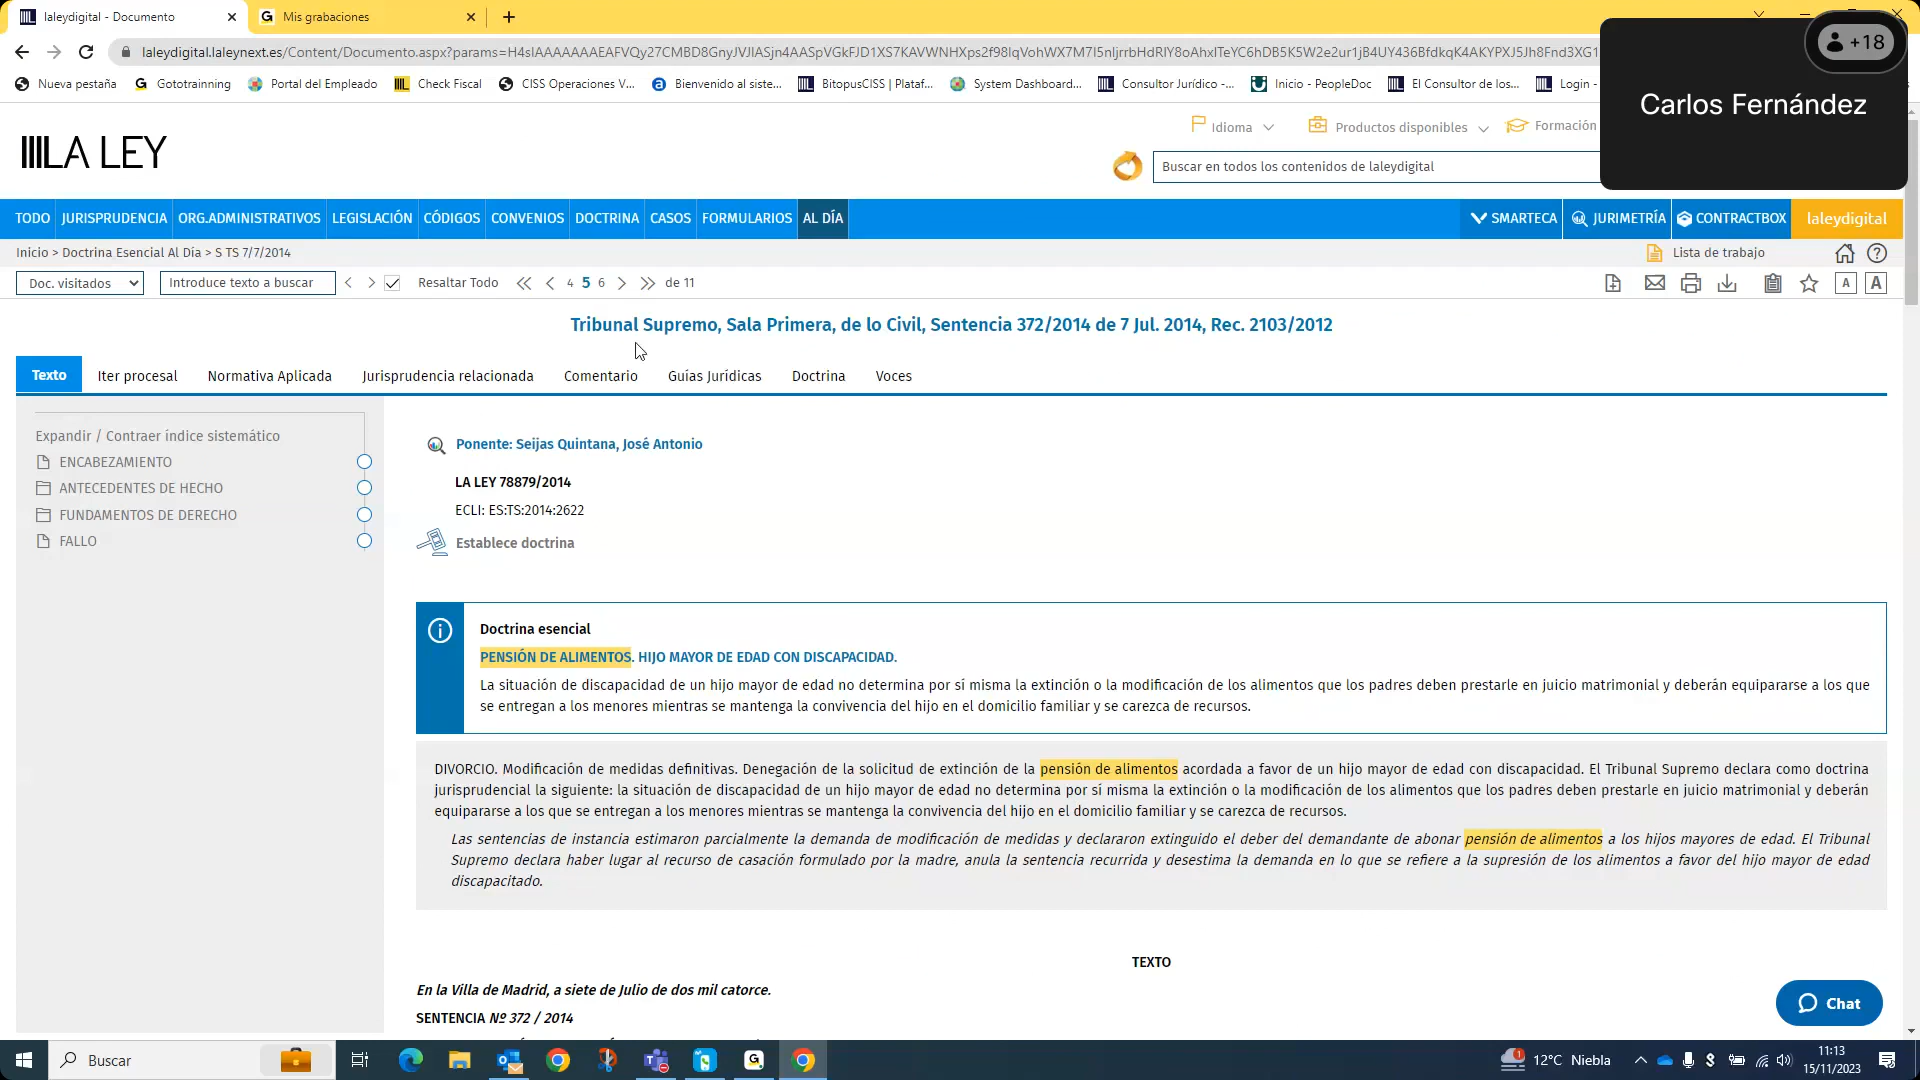 laleydigital - Documento
Mis grabaciones
laleydigital.laleynext.es/Content/Documento.aspx?params=
Nueva pestaña
Gototrainning
Portal del Empleado
Check Fiscal
CISS Operaciones V...
Bienvenido al siste...
BitopusCISS | Plataf...
System Dashboard...
Consultor Jurídico -...
Inicio - PeopleDoc
El Consultor de los...
Login -
+18
Carlos Fernández
LA LEY
Idioma
Productos disponibles
Formación
Buscar en todos los contenidos de laleydigital
TODO JURISPRUDENCIA ORG.ADMINISTRATIVOS LEGISLACIÓN CÓDIGOS CONVENIOS DOCTRINA CASOS FORMULARIOS AL DÍA
SMARTECA JURIMETRÍA CONTRACTBOX laleydigital
Inicio > Doctrina Esencial Al Día > S TS 7/7/2014
Lista de trabajo
Doc. visitados
Introduce texto a buscar
Resaltar Todo
4 5 6
de 11
A A
Tribunal Supremo, Sala Primera, de lo Civil, Sentencia 372/2014 de 7 Jul. 2014, Rec. 2103/2012
Texto Iter procesal Normativa Aplicada Jurisprudencia relacionada Comentario Guías Jurídicas Doctrina Voces
Expandir / Contraer índice sistemático
ENCABEZAMIENTO
ANTECEDENTES DE HECHO
FUNDAMENTOS DE DERECHO
FALLO
Ponente: Seijas Quintana, José Antonio
LA LEY 78879/2014
ECLI: ES:TS:2014:2622
Establece doctrina
Doctrina esencial
PENSIÓN DE ALIMENTOS. HIJO MAYOR DE EDAD CON DISCAPACIDAD.
La situación de discapacidad de un hijo mayor de edad no determina por sí misma la extinción o la modificación de los alimentos que los padres deben prestarle en juicio matrimonial y deberán equipararse a los que
se entregan a los menores mientras se mantenga la convivencia del hijo en el domicilio familiar y se carezca de recursos.
DIVORCIO. Modificación de medidas definitivas. Denegación de la solicitud de extinción de la pensión de alimentos acordada a favor de un hijo mayor de edad con discapacidad. El Tribunal Supremo declara como doctrina
jurisprudencial la siguiente: la situación de discapacidad de un hijo mayor de edad no determina por sí misma la extinción o la modificación de los alimentos que los padres deben prestarle en juicio matrimonial y deberán
equipararse a los que se entregan a los menores mientras se mantenga la convivencia del hijo en el domicilio familiar y se carezca de recursos.
Las sentencias de instancia estimaron parcialmente la demanda de modificación de medidas y declararon extinguido el deber del demandante de abonar pensión de alimentos a los hijos mayores de edad. El Tribunal
Supremo declara haber lugar al recurso de casación formulado por la madre, anula la sentencia recurrida y desestima la demanda en lo que se refiere a la supresión de los alimentos a favor del hijo mayor de edad
discapacitado.
TEXTO
En la Villa de Madrid, a siete de Julio de dos mil catorce.
SENTENCIA Nº 372 / 2014
Chat
Buscar
12°C Niebla
11:13
15/11/2023